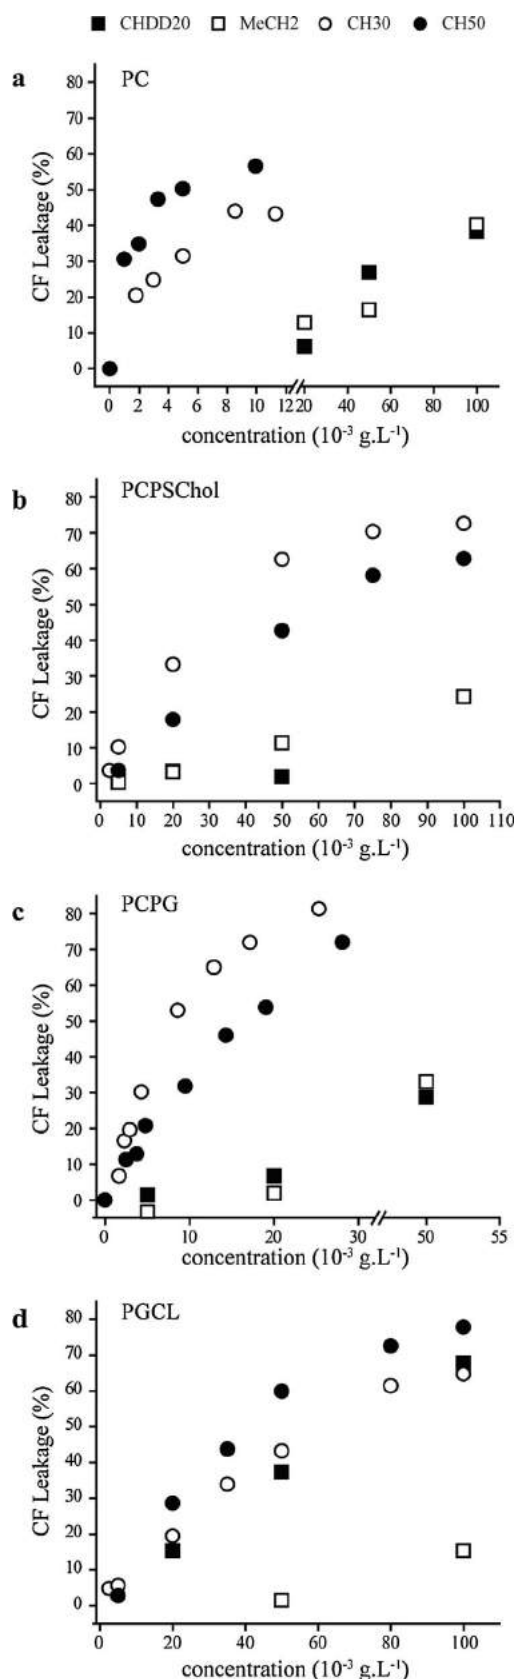 ■ CHDD20 □ MeCH2 ○ CH30 ● CH50
a
PC
80
70
60
50
40
30
20
10
0
CF Leakage (%)
0 2 4 6 8 10 12 20 40 60 80 100
concentration (10⁻³ g.L⁻¹)
b
PCPSChol
80
70
60
50
40
30
20
10
0
CF Leakage (%)
0 10 20 30 40 50 60 70 80 90 100 110
concentration (10⁻³ g.L⁻¹)
c
PCPG
80
70
60
50
40
30
20
10
0
CF Leakage (%)
0 10 20 30 50 55
concentration (10⁻³ g.L⁻¹)
d
PGCL
80
70
60
50
40
30
20
10
0
CF Leakage (%)
0 20 40 60 80 100
concentration (10⁻³ g.L⁻¹)